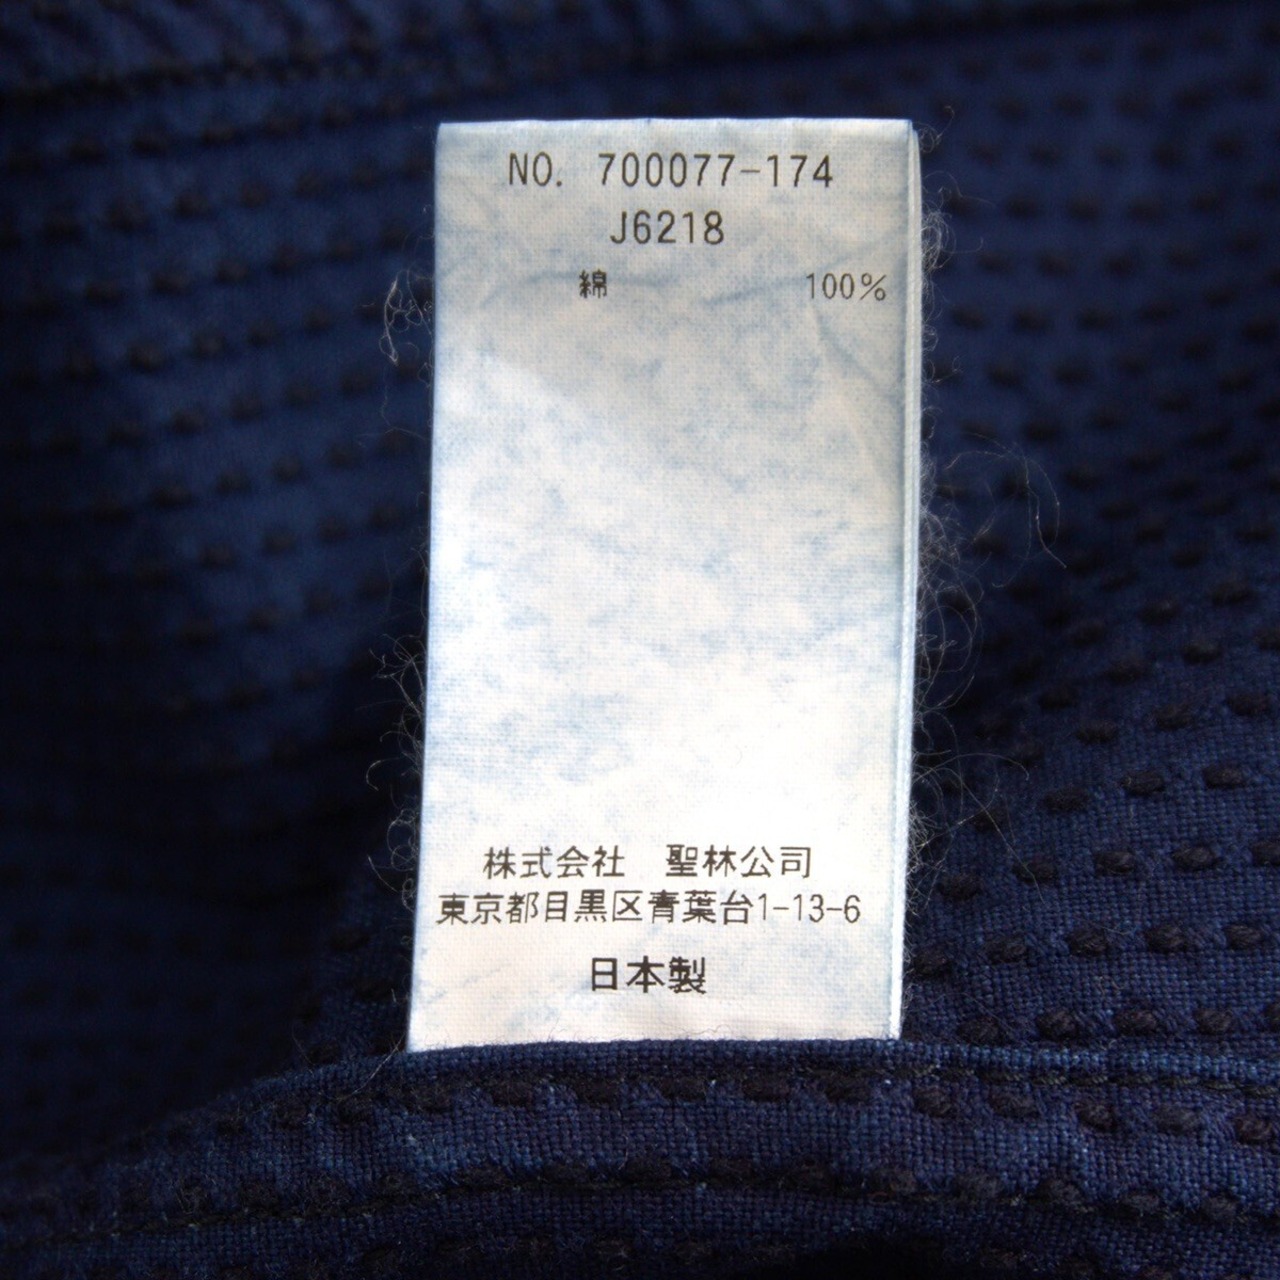 NO. 700077-174
J6218
綿 100%
株式会社 聖林公司
東京都目黒区青葉台1-13-6
日本製